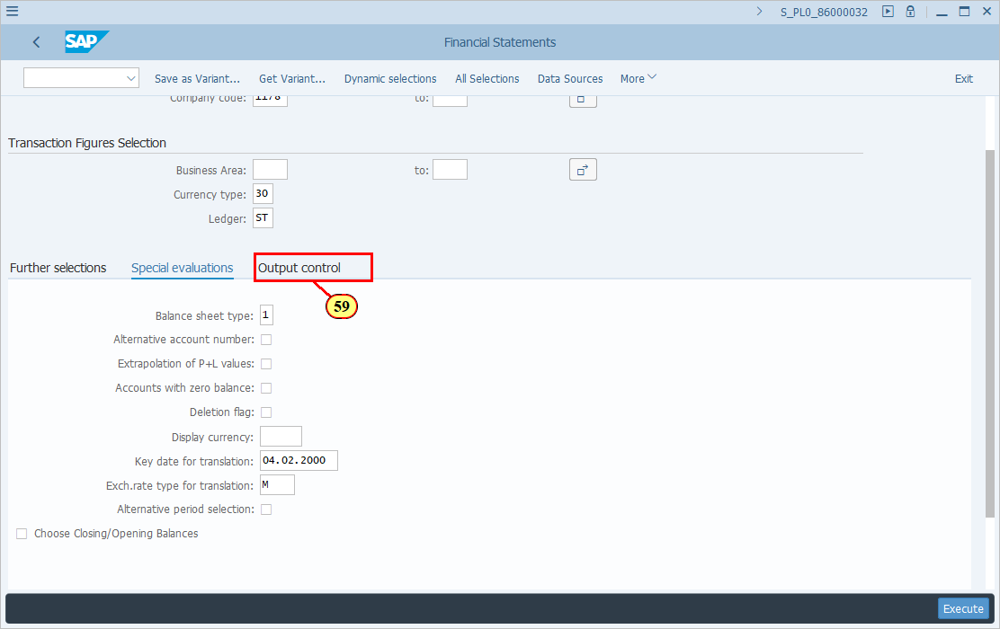 S_PL0_86000032
SAP Financial Statements
Save as Variant... Get Variant... Dynamic selections All Selections Data Sources More Exit
Company code: 1178 to:
Transaction Figures Selection
Business Area: to:
Currency type: 30
Ledger: ST
Further selections Special evaluations Output control
59
Balance sheet type: 1
Alternative account number:
Extrapolation of P+L values:
Accounts with zero balance:
Deletion flag:
Display currency:
Key date for translation: 04.02.2000
Exch.rate type for translation: M
Alternative period selection:
Choose Closing/Opening Balances
Execute